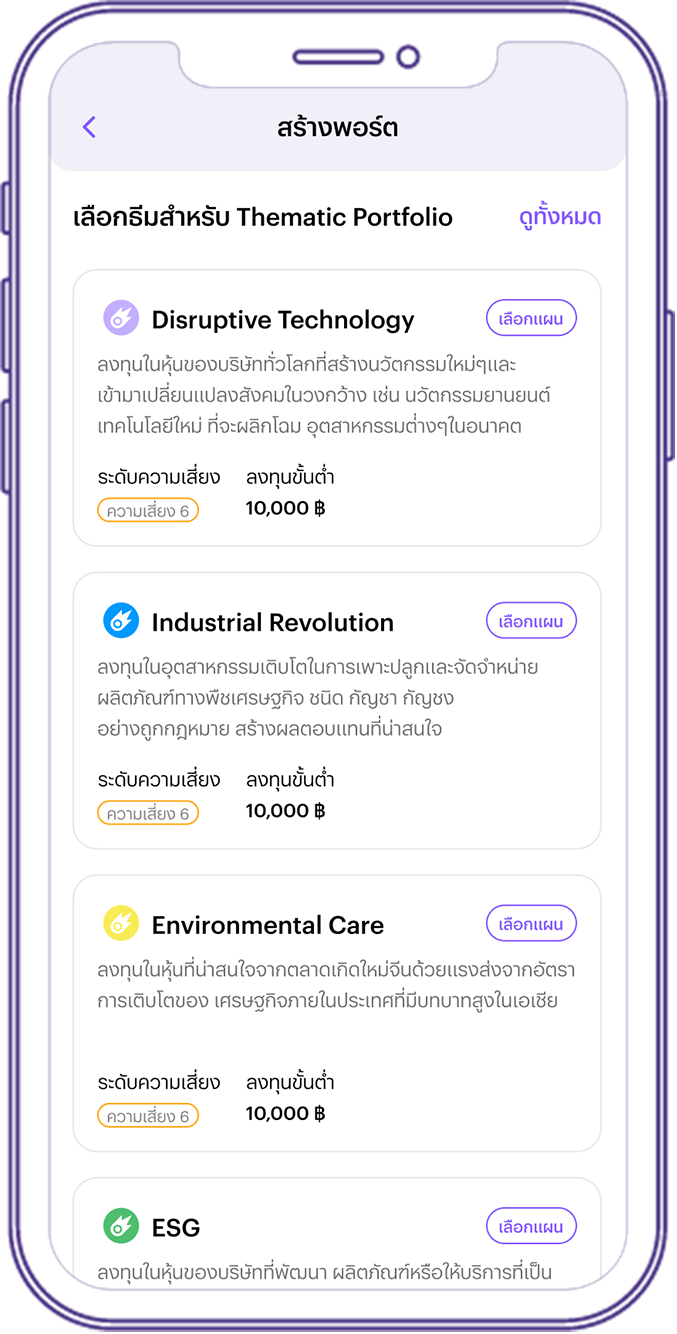 สร้างพอร์ต
เลือกธีมสำหรับ Thematic Portfolio ดูทั้งหมด
Disruptive Technology เลือกแผน
ลงทุนในหุ้นของบริษัททั่วโลกที่สร้างนวัตกรรมใหม่ๆและ
เข้ามาเปลี่ยนแปลงสังคมในวงกว้าง เช่น นวัตกรรมยานยนต์
เทคโนโลยีใหม่ ที่จะพลิกโฉม อุตสาหกรรมต่างๆในอนาคต
ระดับความเสี่ยง ลงทุนขั้นต่ำ
ความเสี่ยง 6 10,000 ฿
Industrial Revolution เลือกแผน
ลงทุนในอุตสาหกรรมเติบโตในการเพาะปลูกและจัดจำหน่าย
ผลิตภัณฑ์ทางพืชเศรษฐกิจ ชนิด กัญชา กัญชง
อย่างถูกกฎหมาย สร้างผลตอบแทนที่น่าสนใจ
ระดับความเสี่ยง ลงทุนขั้นต่ำ
ความเสี่ยง 6 10,000 ฿
Environmental Care เลือกแผน
ลงทุนในหุ้นที่น่าสนใจจากตลาดเกิดใหม่จีนด้วยแรงส่งจากอัตรา
การเติบโตของ เศรษฐกิจภายในประเทศที่มีบทบาทสูงในเอเชีย
ระดับความเสี่ยง ลงทุนขั้นต่ำ
ความเสี่ยง 6 10,000 ฿
ESG เลือกแผน
ลงทุนในหุ้นของบริษัทที่พัฒนา ผลิตภัณฑ์หรือให้บริการที่เป็น